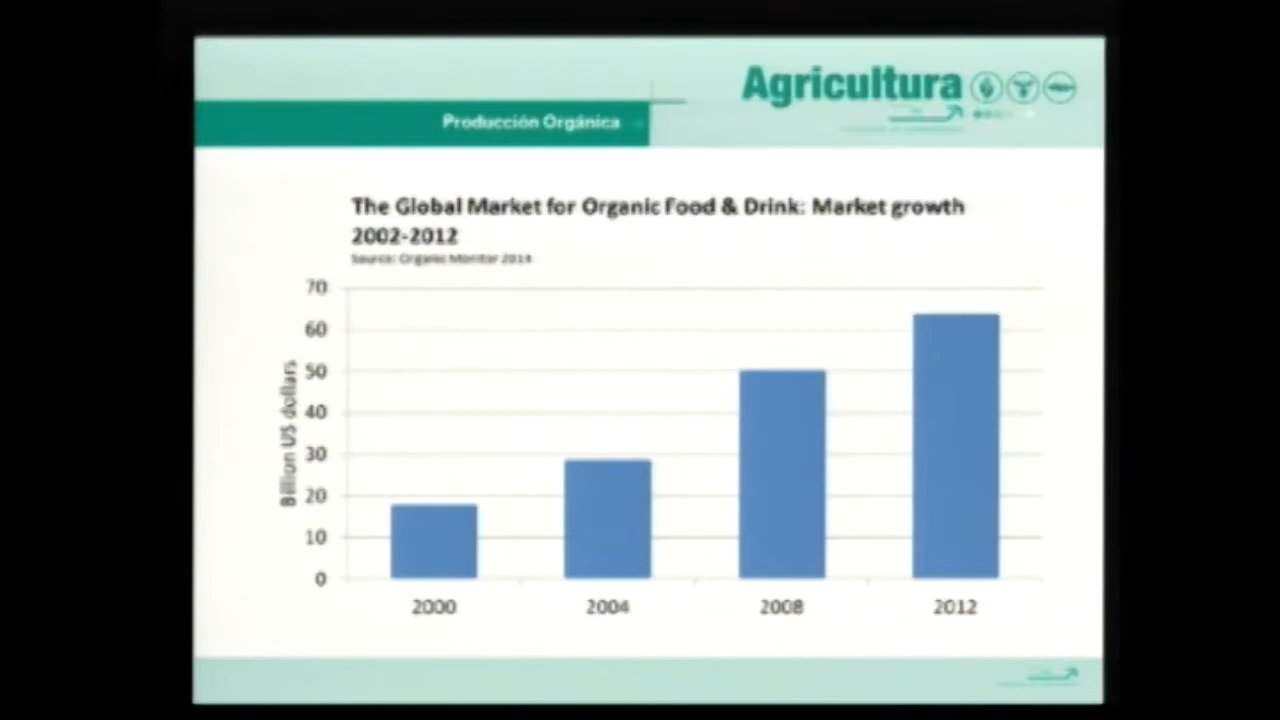 Agricultura
Producción Orgánica
The Global Market for Organic Food & Drink: Market growth
2002-2012
Source: Organic Monitor 2014
70
60
50
40
30
20
10
0
Billion US dollars
2000
2004
2008
2012